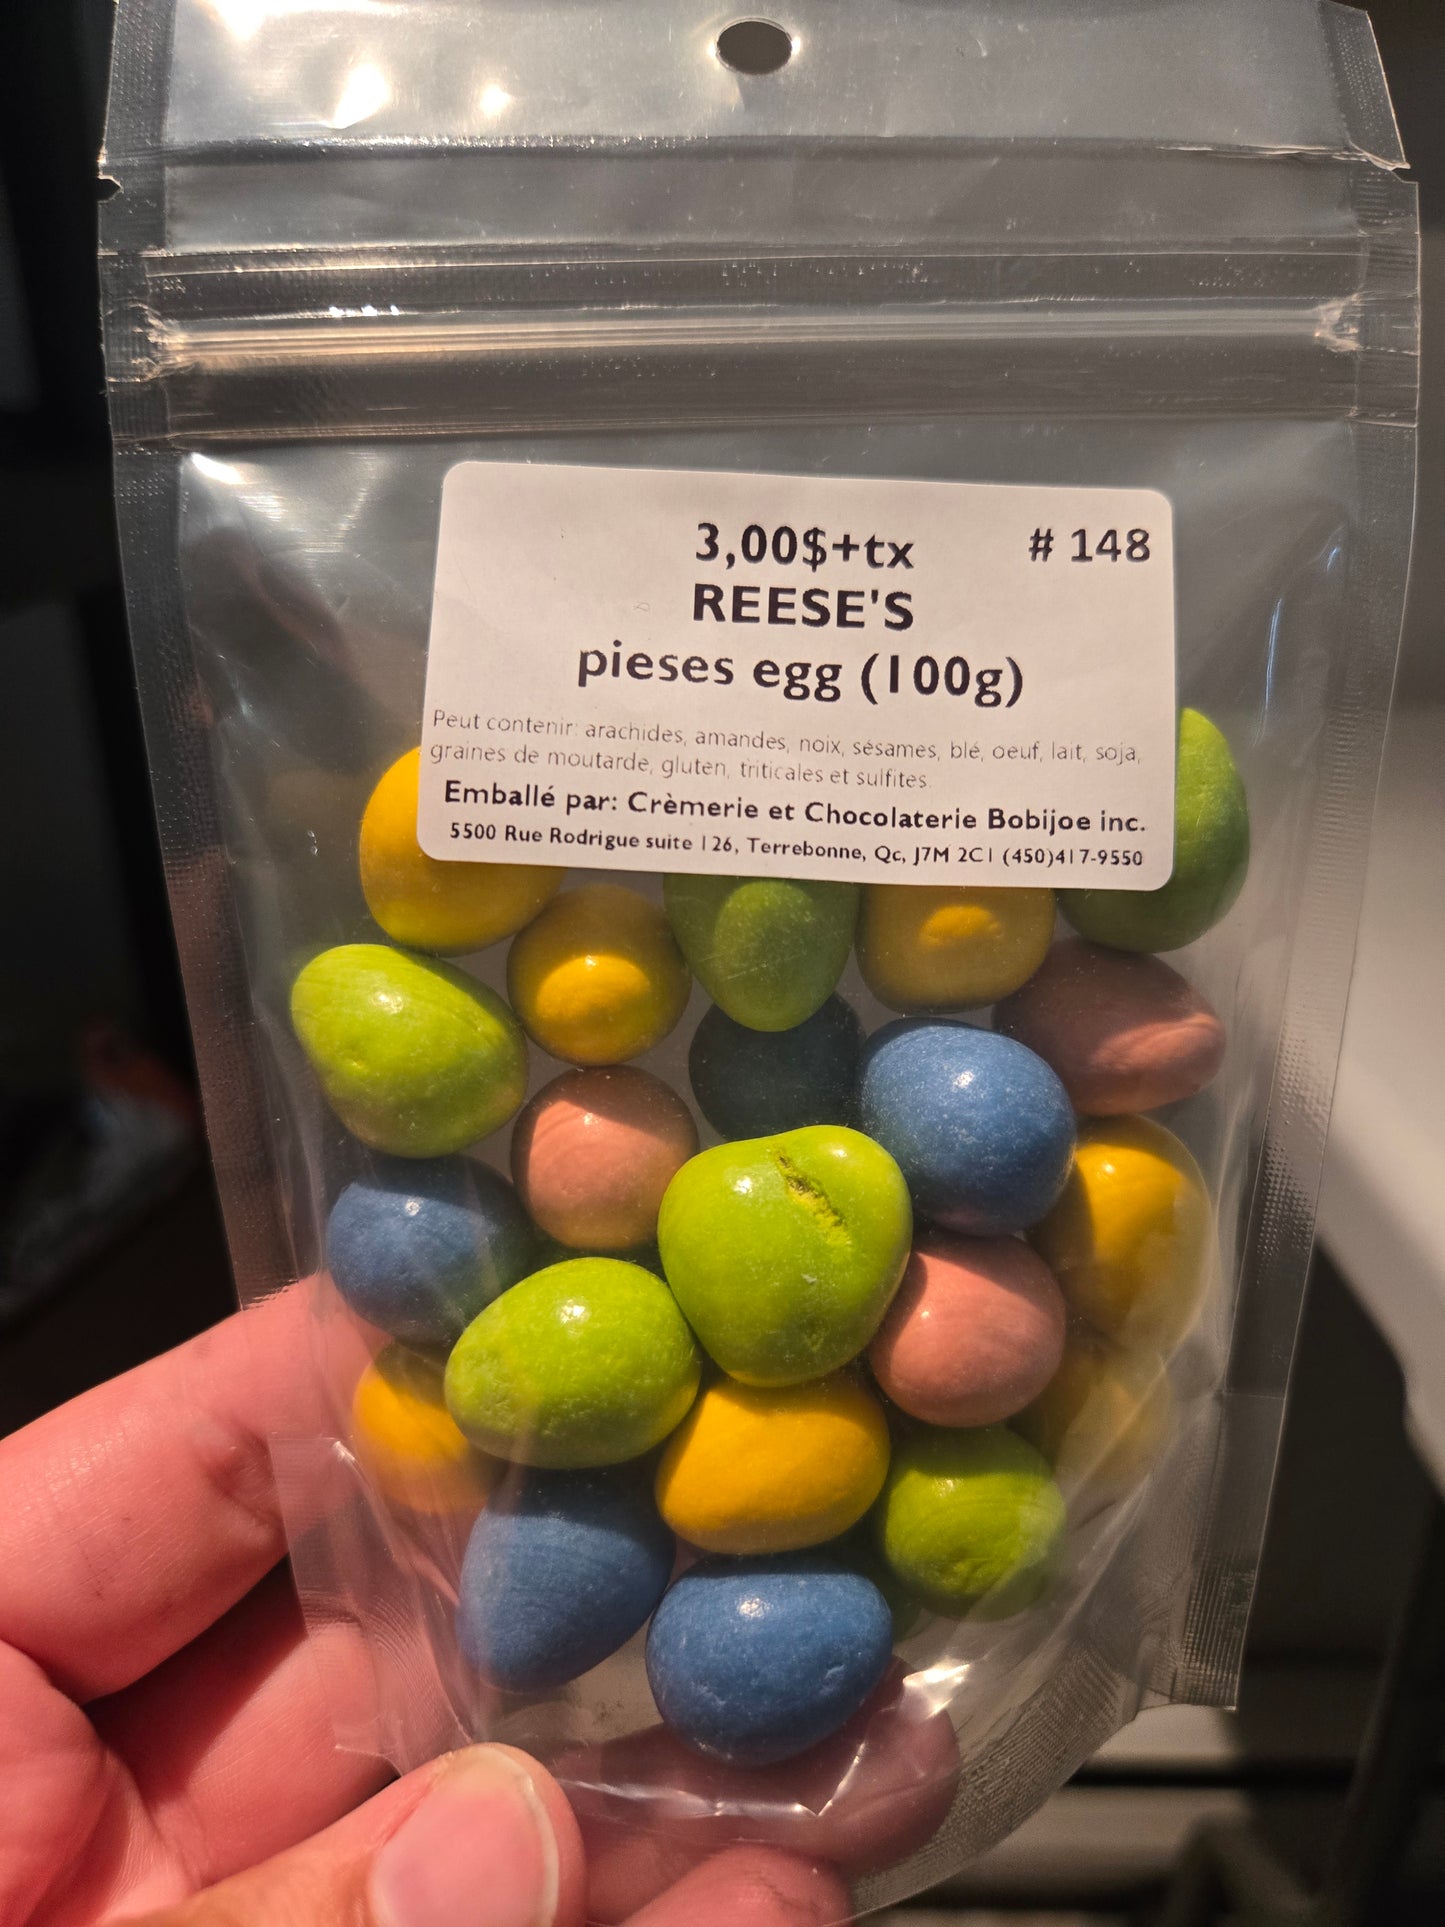 3,00$+tx # 148
REESE'S
pieses egg (100g)
Peut contenir: arachides, amandes, noix, sésames, blé, oeuf, lait, soja,
graines de moutarde, gluten, triticales et sulfites.
Emballé par: Crèmerie et Chocolaterie Bobijoe inc.
5500 Rue Rodrigue suite 126, Terrebonne, Qc, J7M 2C1 (450)417-9550